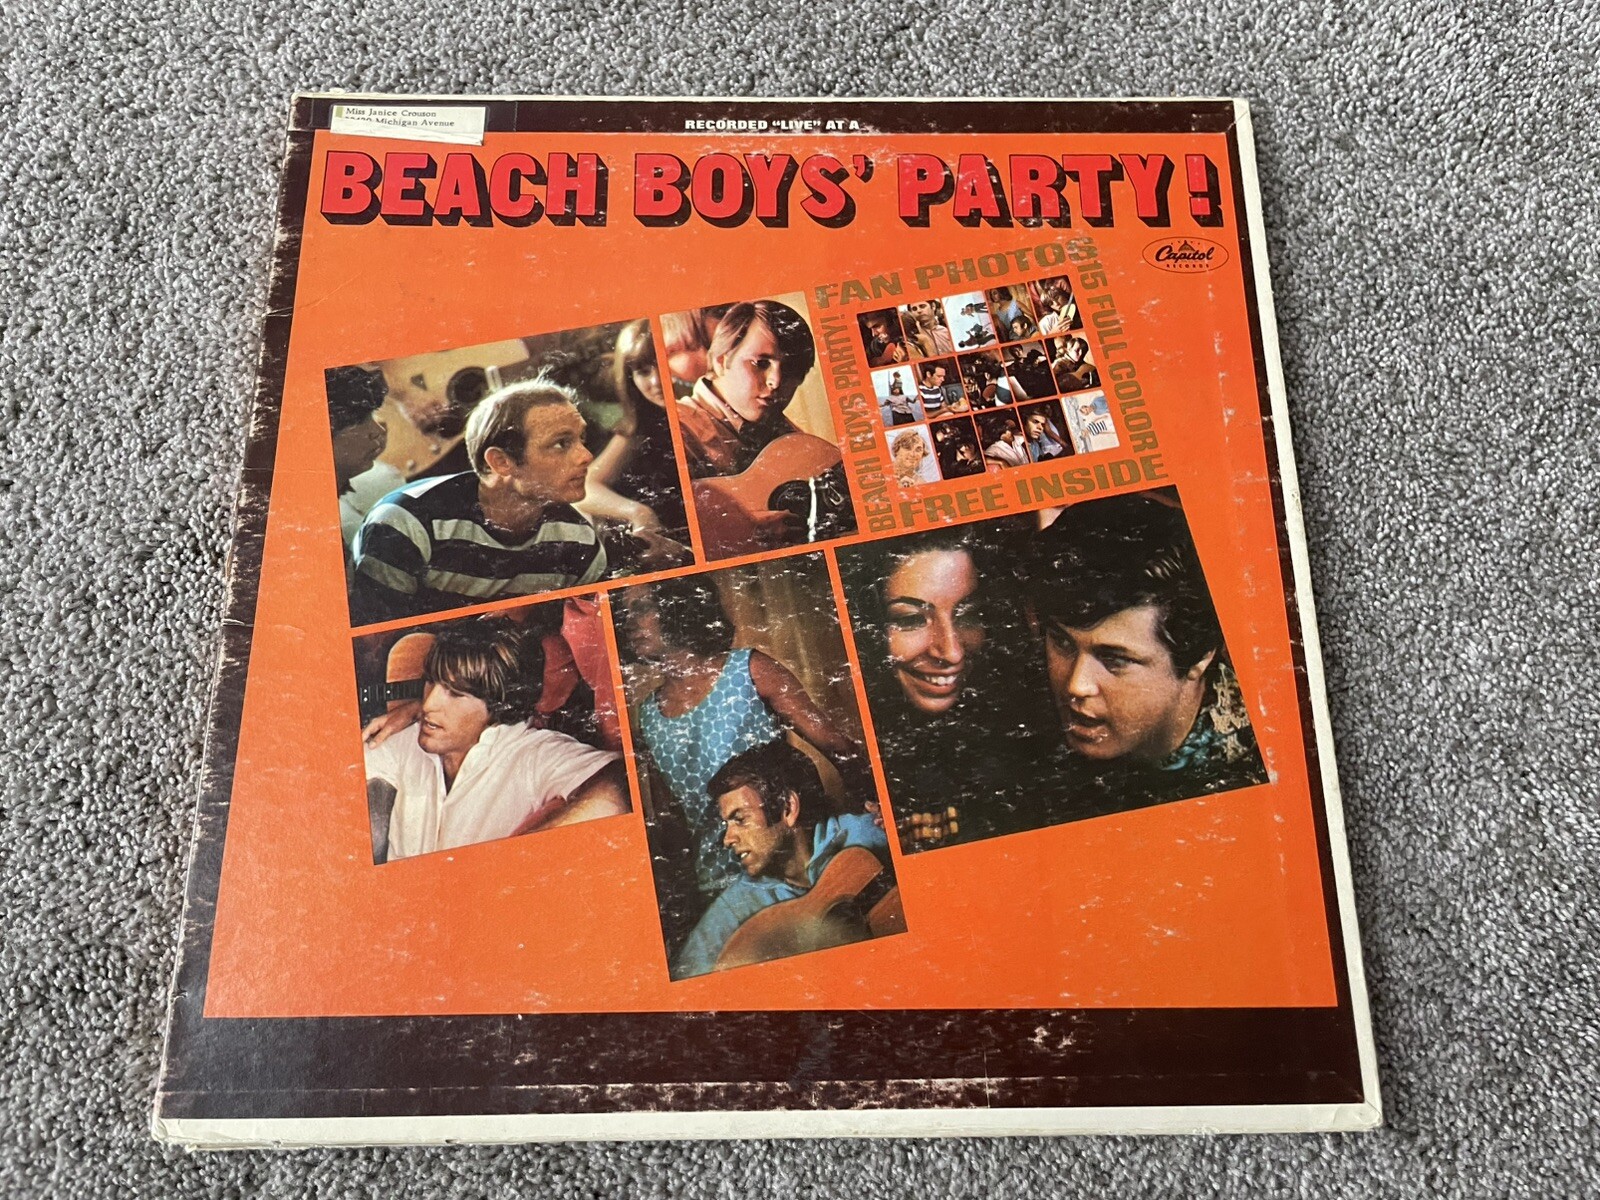 Miss Janice Crouson
Michigan Avenue
RECORDED "LIVE" AT A
BEACH BOYS' PARTY!
Capitol
RECORDS
FAN PHOTOS
15 FULL COLOR
BEACH BOYS PARTY!
FREE INSIDE